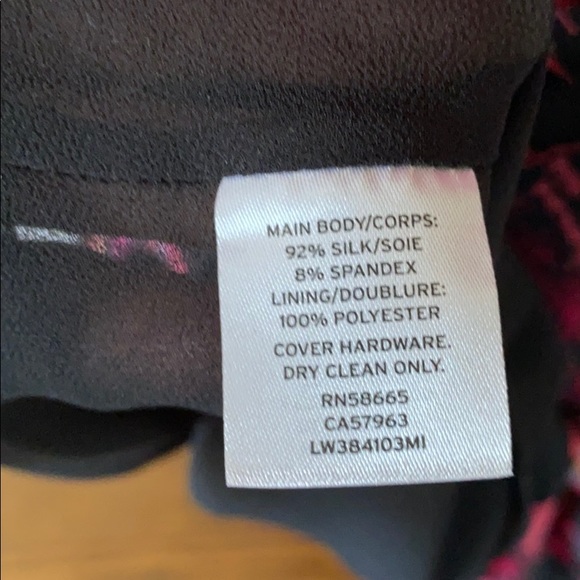 MAIN BODY/CORPS:
92% SILK/SOIE
8% SPANDEX
LINING/DOUBLURE:
100% POLYESTER
COVER HARDWARE.
DRY CLEAN ONLY.
RN58665
CA57963
LW384103MI